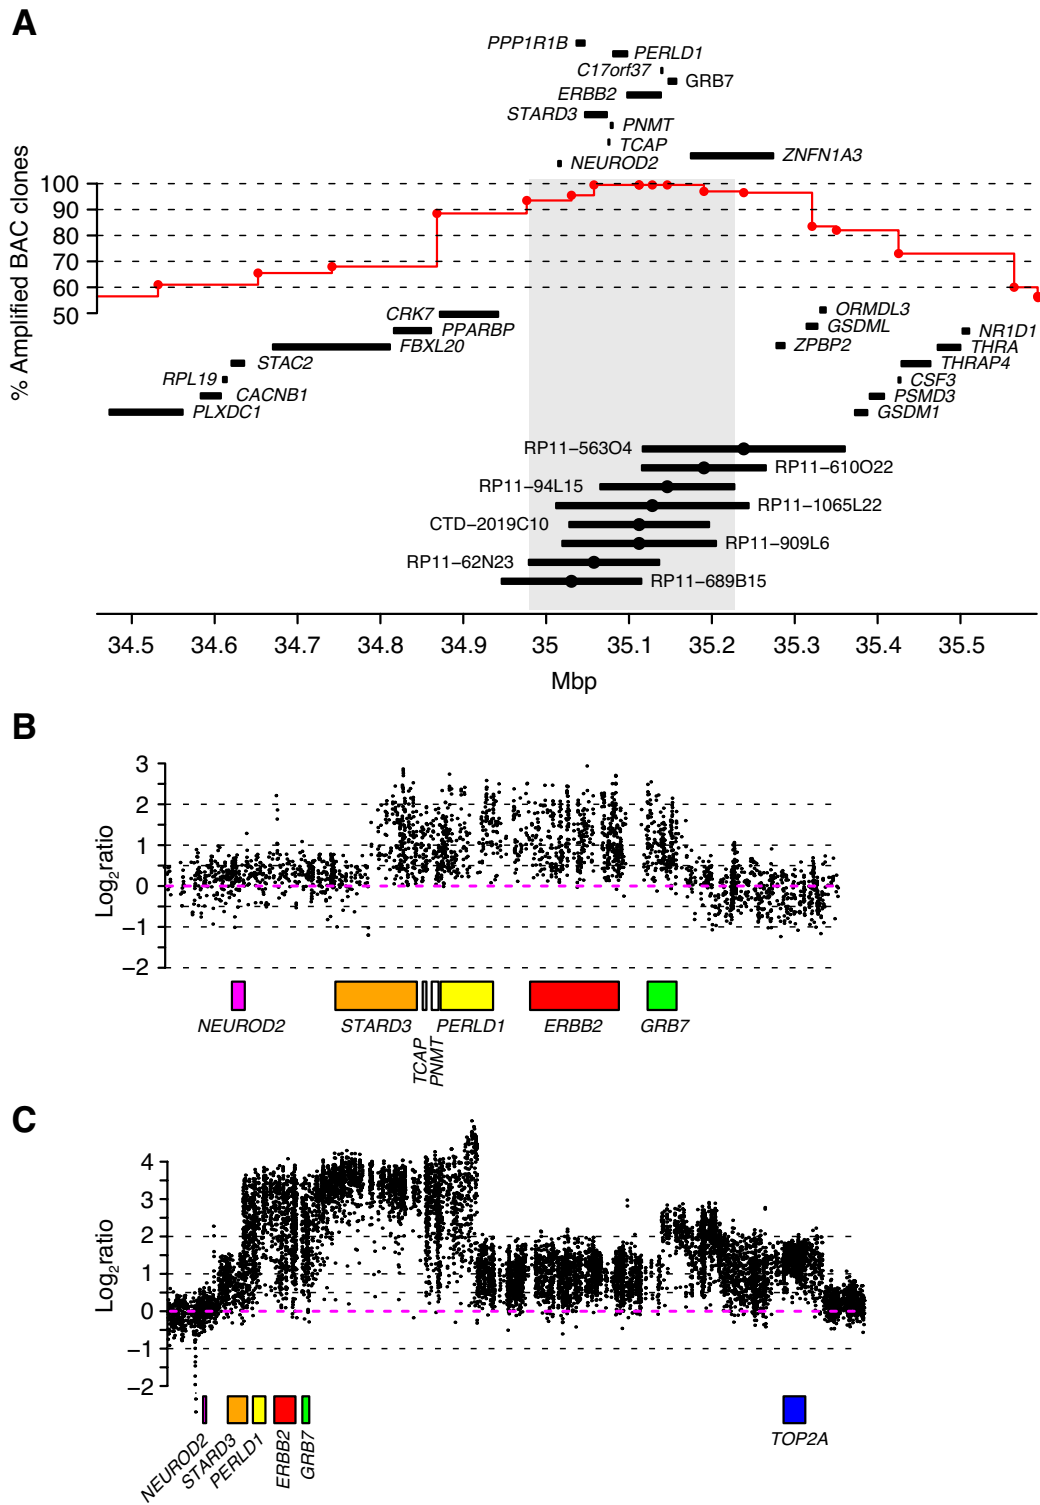 A
PPP1R1B
PERLD1
C17orf37
GRB7
ERBB2
STARD3
PNMT
TCAP
NEUROD2
ZNFN1A3
% Amplified BAC clones
100
90
80
70
60
50
CRK7
PPARBP
FBXL20
STAC2
RPL19
CACNB1
PLXDC1
ORMDL3
GSDML
ZPBP2
NR1D1
THRA
THRAP4
CSF3
PSMD3
GSDM1
RP11−563O4
RP11−610O22
RP11−94L15
RP11−1065L22
CTD−2019C10
RP11−909L6
RP11−62N23
RP11−689B15
34.5 34.6 34.7 34.8 34.9 35 35.1 35.2 35.3 35.4 35.5
Mbp
B
Log2ratio
3
2
1
0
−1
−2
NEUROD2 STARD3 TCAP PNMT PERLD1 ERBB2 GRB7
C
Log2ratio
4
3
2
1
0
−1
−2
NEUROD2 STARD3 PERLD1 ERBB2 GRB7 TOP2A